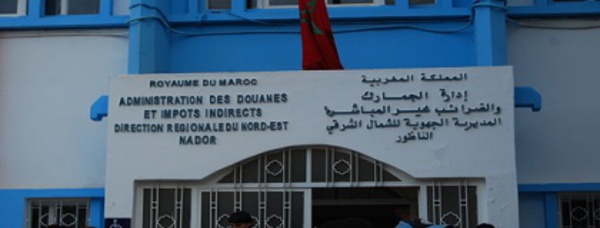 ROYAUME DU MAROC
ADMINISTRATION DES DOUANES
ET IMPOTS INDIRECTS
DIRECTION REGIONALE DU NORD-EST
NADOR
المملكة المغربية
إدارة الجمارك
والضرائب غير المباشرة
المديرية الجهوية للشمال الشرقي
الناظور